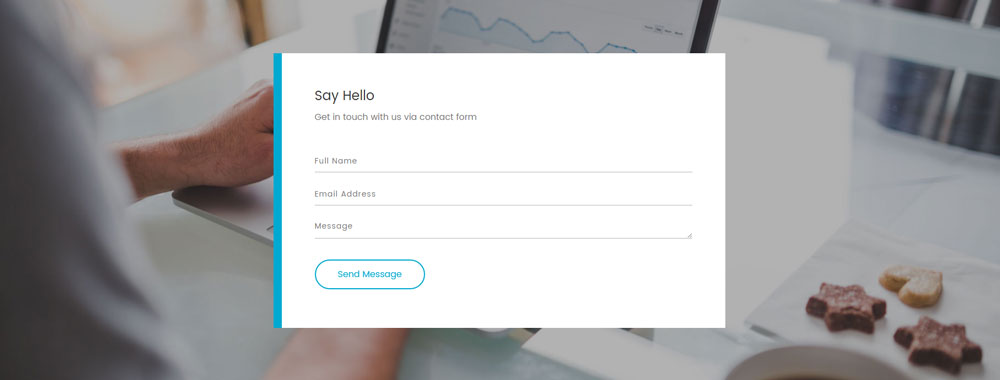 Say Hello
Get in touch with us via contact form
Full Name
Email Address
Message
Send Message